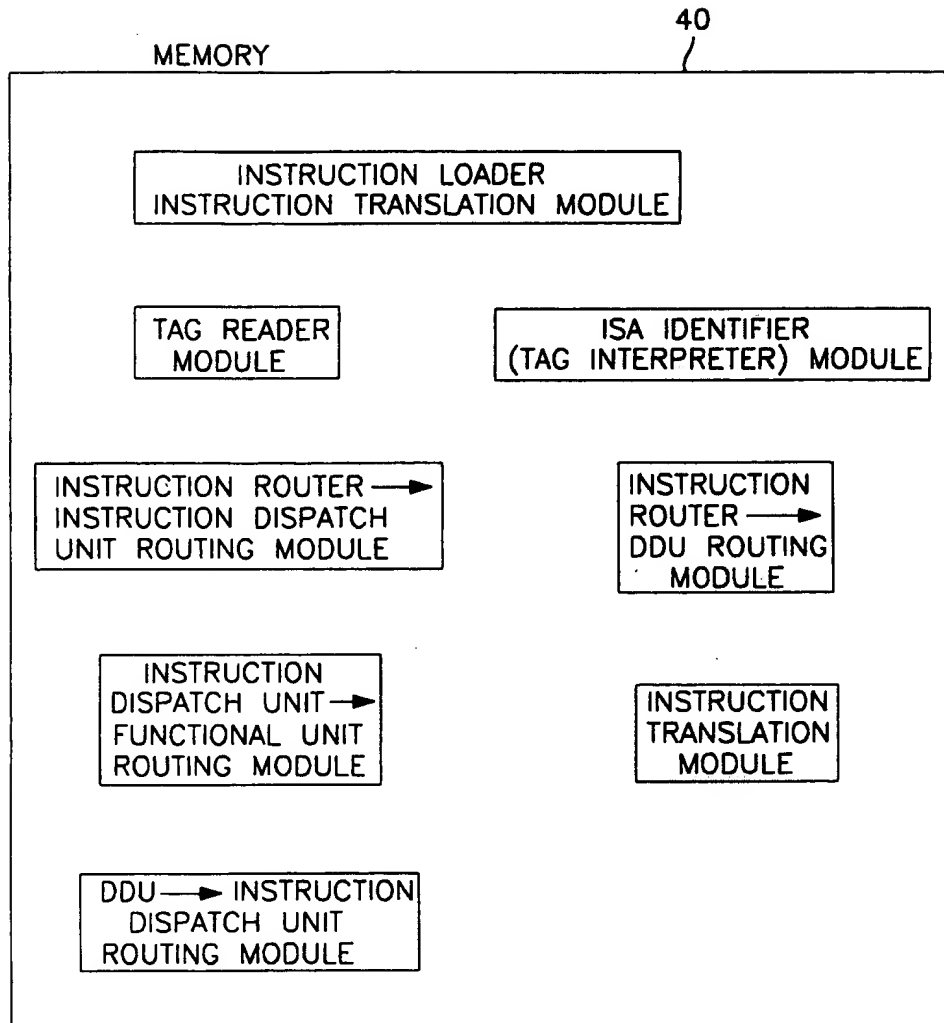 40
MEMORY
INSTRUCTION LOADER
INSTRUCTION TRANSLATION MODULE
TAG READER
MODULE
ISA IDENTIFIER
(TAG INTERPRETER) MODULE
INSTRUCTION ROUTER →
INSTRUCTION DISPATCH
UNIT ROUTING MODULE
INSTRUCTION
ROUTER →
DDU ROUTING
MODULE
INSTRUCTION
DISPATCH UNIT →
FUNCTIONAL UNIT
ROUTING MODULE
INSTRUCTION
TRANSLATION
MODULE
DDU → INSTRUCTION
DISPATCH UNIT
ROUTING MODULE